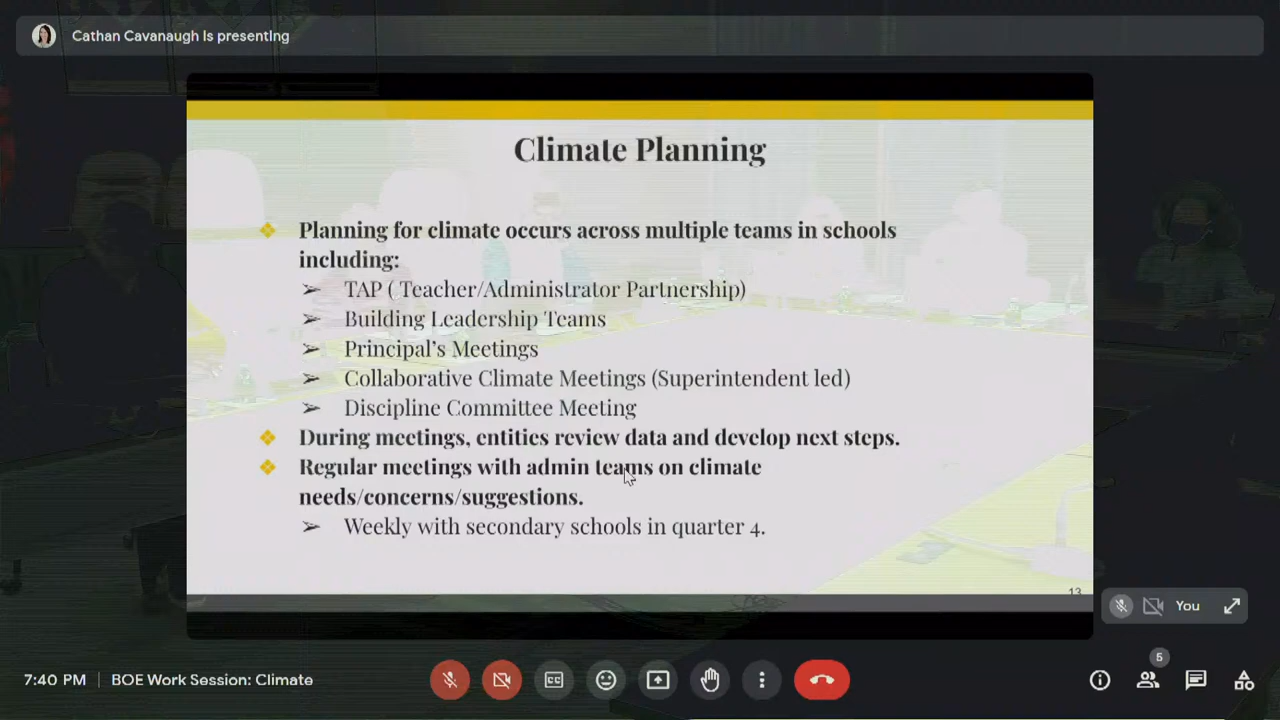 Cathan Cavanaugh is presenting
Climate Planning
Planning for climate occurs across multiple teams in schools
including:
TAP ( Teacher/Administrator Partnership)
Building Leadership Teams
Principal’s Meetings
Collaborative Climate Meetings (Superintendent led)
Discipline Committee Meeting
During meetings, entities review data and develop next steps.
Regular meetings with admin teams on climate
needs/concerns/suggestions.
Weekly with secondary schools in quarter 4.
13
You
5
7:40 PM | BOE Work Session: Climate